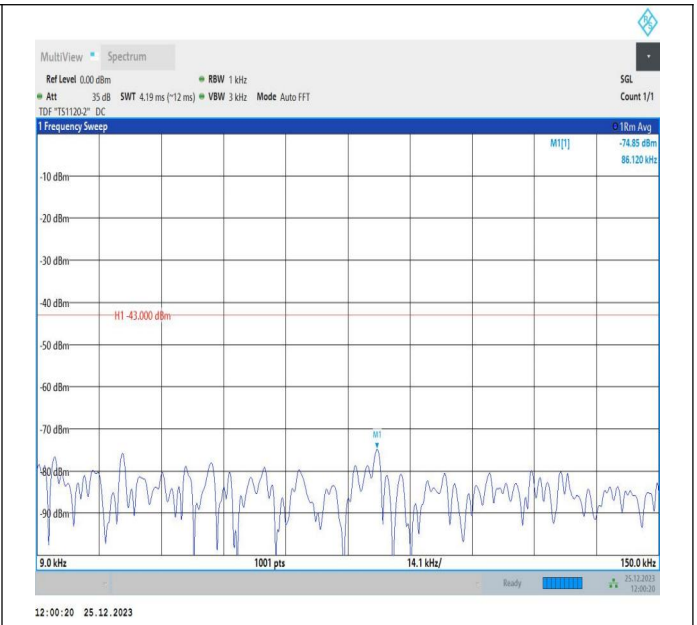 R S
MultiView Spectrum
Ref Level 0.00 dBm RBW 1 kHz SGL
Att 35 dB SWT 4.19 ms (~12 ms) VBW 3 kHz Mode Auto FFT Count 1/1
TDF "TS1120-2" DC
1 Frequency Sweep 1Rm Avg
M1[1] -74.85 dBm
86.120 kHz
-10 dBm
-20 dBm
-30 dBm
-40 dBm
H1 -43.000 dBm
-50 dBm
-60 dBm
-70 dBm
M1
-80 dBm
-90 dBm
9.0 kHz 1001 pts 14.1 kHz/ 150.0 kHz
Ready 25.12.2023
12:00:20
12:00:20 25.12.2023